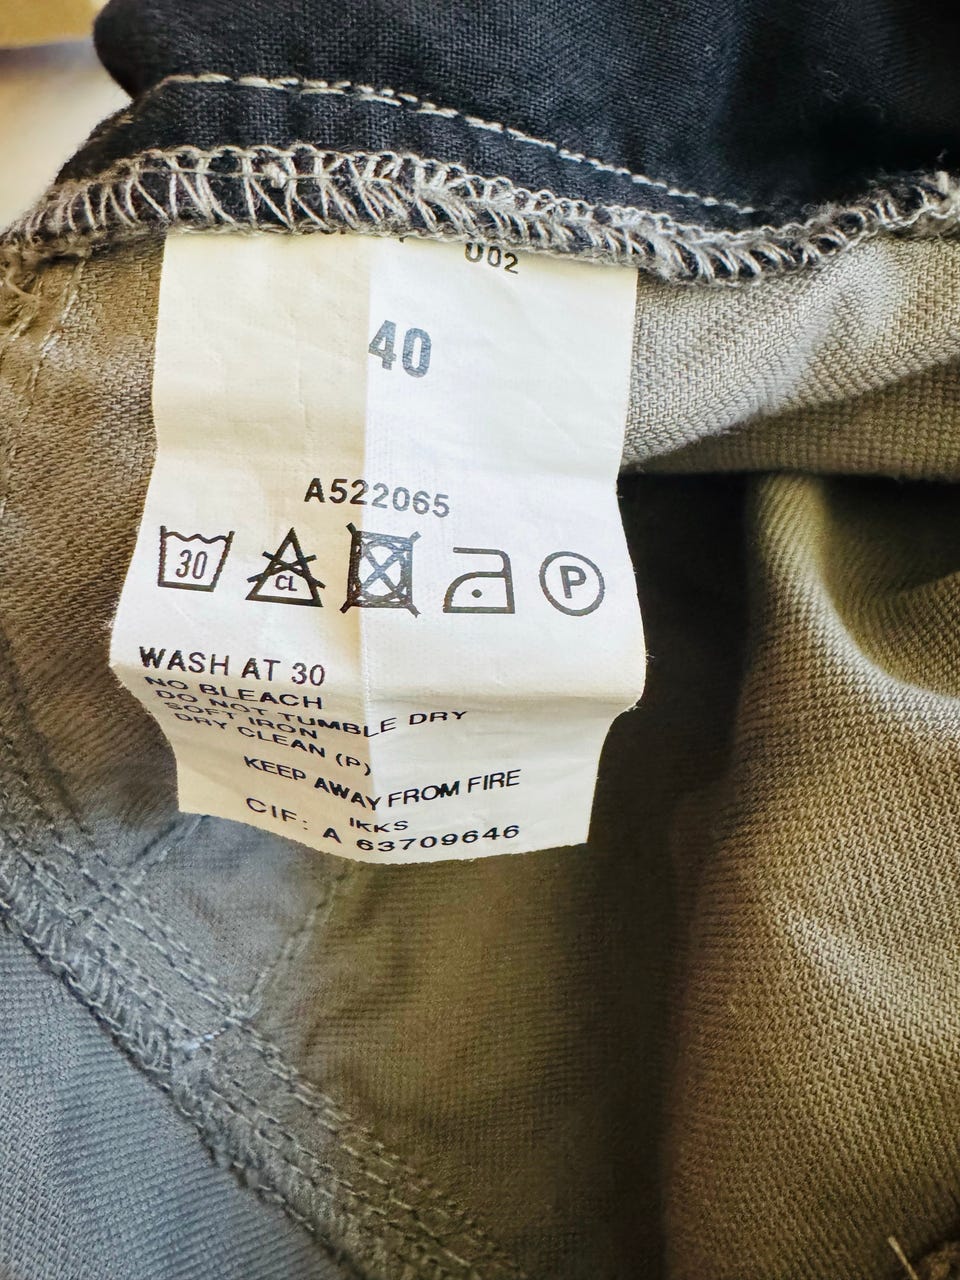 U02
40
A522065
30 CL P
WASH AT 30
NO BLEACH
DO NOT TUMBLE DRY
SOFT IRON
DRY CLEAN (P)
KEEP AWAY FROM FIRE
IKKS
CIF: A 63709646